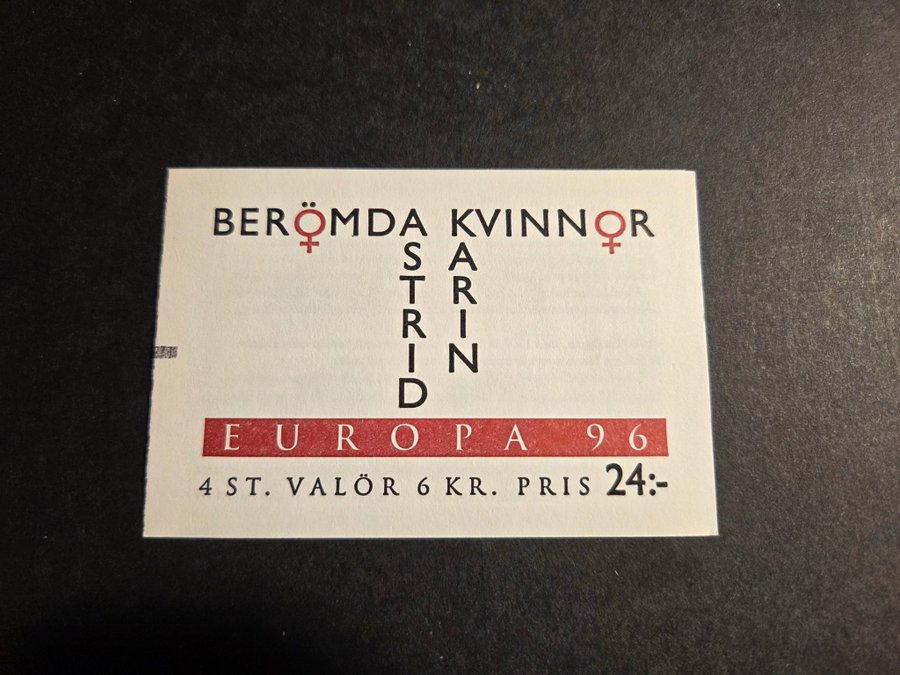 BERÖMDA KVINNOR
ASTRID
KARIN
EUROPA 96
4 ST. VALÖR 6 KR. PRIS 24:-